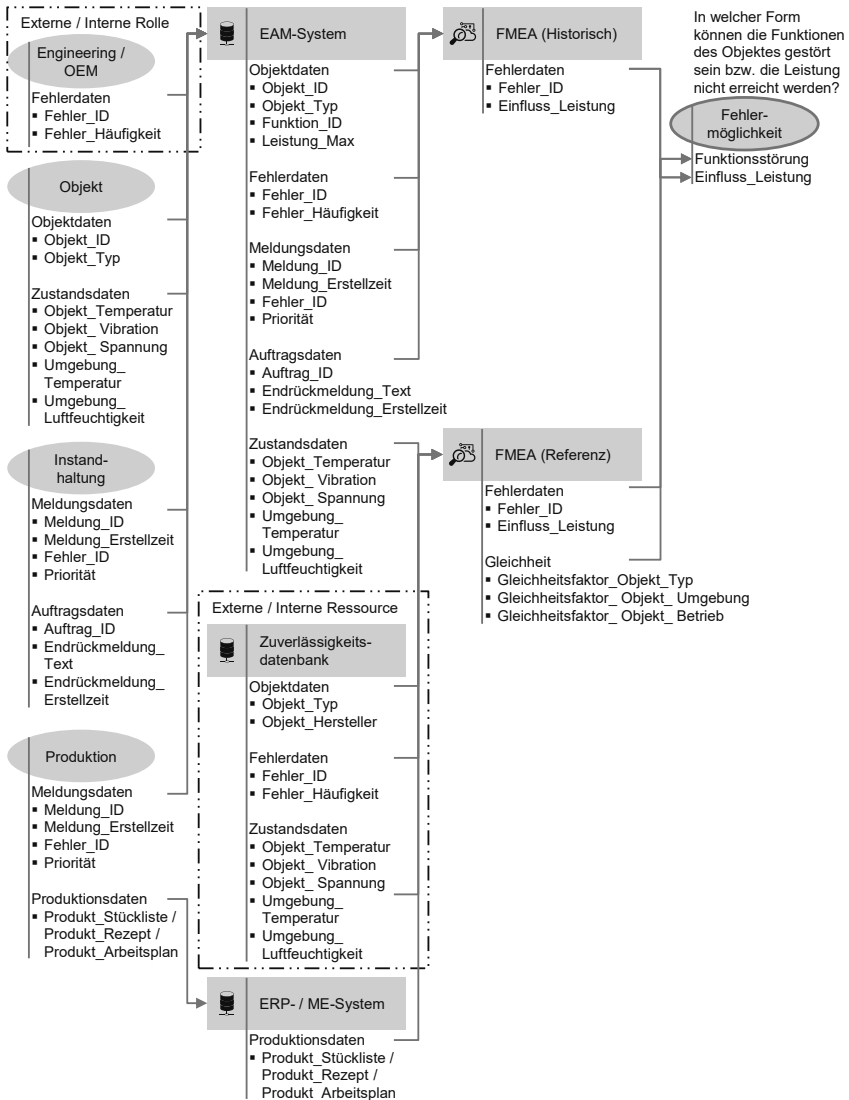 Externe / Interne Rolle
Engineering /
OEM
Fehlerdaten
▪ Fehler_ID
▪ Fehler_Häufigkeit
Objekt
Objektdaten
▪ Objekt_ID
▪ Objekt_Typ
Zustandsdaten
▪ Objekt_Temperatur
▪ Objekt_ Vibration
▪ Objekt_ Spannung
▪ Umgebung_
Temperatur
▪ Umgebung_
Luftfeuchtigkeit
Instand-
haltung
Meldungsdaten
▪ Meldung_ID
▪ Meldung_Erstellzeit
▪ Fehler_ID
▪ Priorität
Auftragsdaten
▪ Auftrag_ID
▪ Endrückmeldung_
Text
▪ Endrückmeldung_
Erstellzeit
Produktion
Meldungsdaten
▪ Meldung_ID
▪ Meldung_Erstellzeit
▪ Fehler_ID
▪ Priorität
Produktionsdaten
▪ Produkt_Stückliste /
Produkt_Rezept /
Produkt_Arbeitsplan
EAM-System
Objektdaten
▪ Objekt_ID
▪ Objekt_Typ
▪ Funktion_ID
▪ Leistung_Max
Fehlerdaten
▪ Fehler_ID
▪ Fehler_Häufigkeit
Meldungsdaten
▪ Meldung_ID
▪ Meldung_Erstellzeit
▪ Fehler_ID
▪ Priorität
Auftragsdaten
▪ Auftrag_ID
▪ Endrückmeldung_Text
▪ Endrückmeldung_Erstellzeit
Zustandsdaten
▪ Objekt_Temperatur
▪ Objekt_ Vibration
▪ Objekt_ Spannung
▪ Umgebung_
Temperatur
▪ Umgebung_
Luftfeuchtigkeit
Externe / Interne Ressource
Zuverlässigkeits-
datenbank
Objektdaten
▪ Objekt_Typ
▪ Objekt_Hersteller
Fehlerdaten
▪ Fehler_ID
▪ Fehler_Häufigkeit
Zustandsdaten
▪ Objekt_Temperatur
▪ Objekt_ Vibration
▪ Objekt_ Spannung
▪ Umgebung_
Temperatur
▪ Umgebung_
Luftfeuchtigkeit
ERP- / ME-System
Produktionsdaten
▪ Produkt_Stückliste /
Produkt_Rezept /
Produkt_Arbeitsplan
FMEA (Historisch)
Fehlerdaten
▪ Fehler_ID
▪ Einfluss_Leistung
FMEA (Referenz)
Fehlerdaten
▪ Fehler_ID
▪ Einfluss_Leistung
Gleichheit
▪ Gleichheitsfaktor_Objekt_Typ
▪ Gleichheitsfaktor_ Objekt_ Umgebung
▪ Gleichheitsfaktor_ Objekt_ Betrieb
In welcher Form
können die Funktionen
des Objektes gestört
sein bzw. die Leistung
nicht erreicht werden?
Fehler-
möglichkeit
Funktionsstörung
Einfluss_Leistung